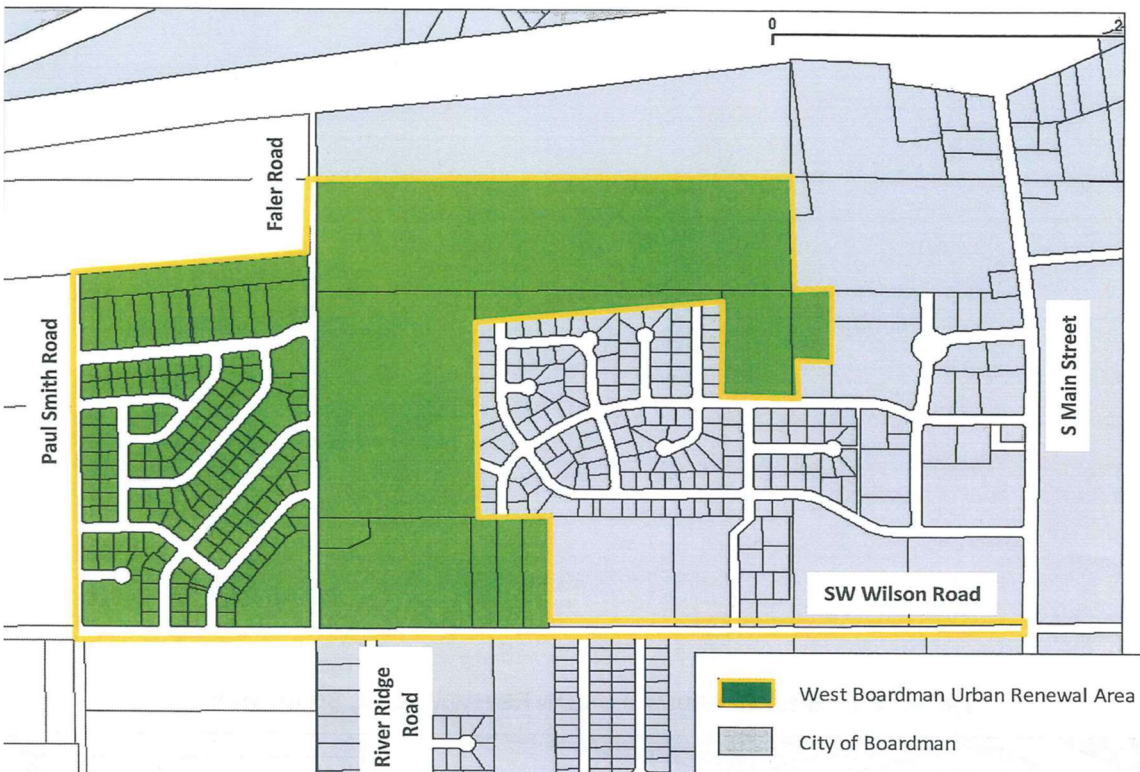 0
2
Faler Road
Paul Smith Road
S Main Street
SW Wilson Road
River Ridge
Road
West Boardman Urban Renewal Area
City of Boardman